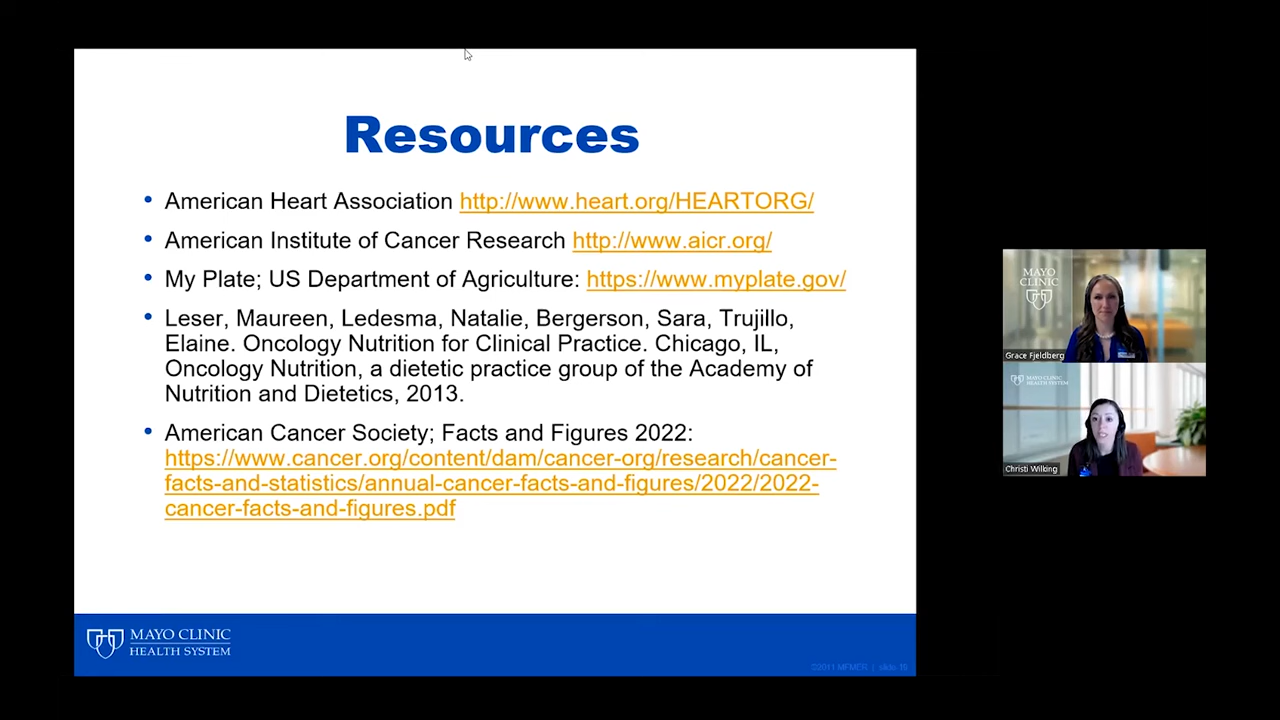 Resources
• American Heart Association http://www.heart.org/HEARTORG/
• American Institute of Cancer Research http://www.aicr.org/
• My Plate; US Department of Agriculture: https://www.myplate.gov/
• Leser, Maureen, Ledesma, Natalie, Bergerson, Sara, Trujillo,
Elaine. Oncology Nutrition for Clinical Practice. Chicago, IL,
Oncology Nutrition, a dietetic practice group of the Academy of
Nutrition and Dietetics, 2013.
• American Cancer Society; Facts and Figures 2022:
https://www.cancer.org/content/dam/cancer-org/research/cancer-
facts-and-statistics/annual-cancer-facts-and-figures/2022/2022-
cancer-facts-and-figures.pdf
MAYO CLINIC
HEALTH SYSTEM
©2011 MFMER | slide-
MAYO
CLINIC
Grace Fjeldberg
MAYO CLINIC
HEALTH SYSTEM
Christi Wilking